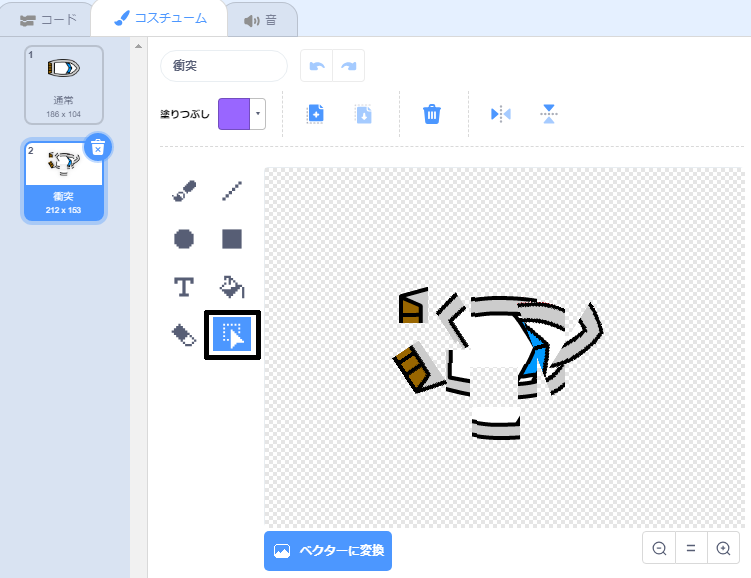 コード
コスチューム
音
1
通常
186 x 104
2
衝突
212 x 153
衝突
塗りつぶし
T
ベクターに変換